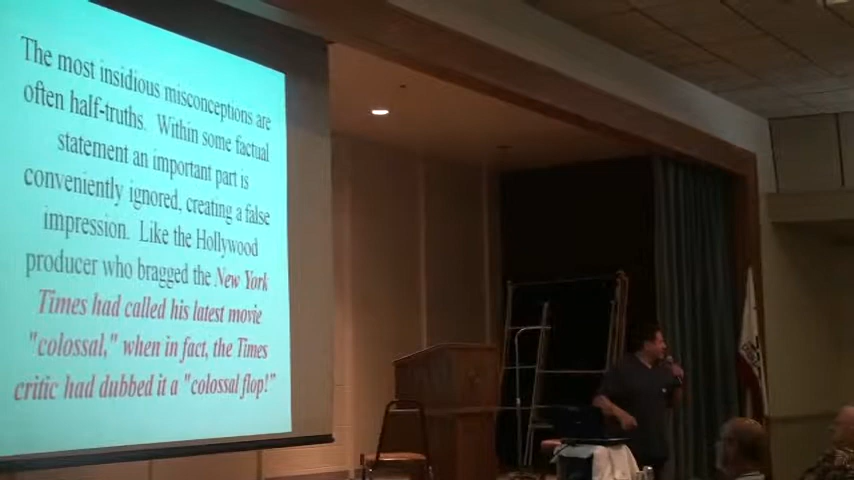 The most insidious misconceptions are
often half-truths.  Within some factual
statement an important part is
conveniently ignored, creating a false
impression.  Like the Hollywood
producer who bragged the New York
Times had called his latest movie
"colossal," when in fact, the Times
critic had dubbed it a "colossal flop!"